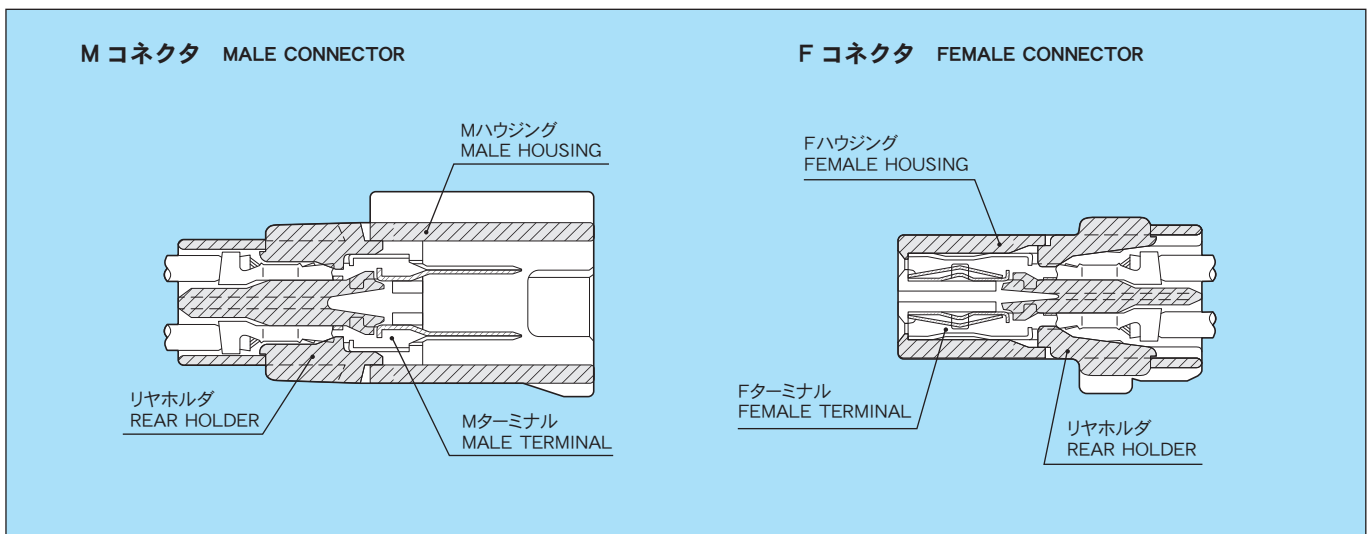 M コネクタ MALE CONNECTOR
Mハウジング
MALE HOUSING
リヤホルダ
REAR HOLDER
Mターミナル
MALE TERMINAL
F コネクタ FEMALE CONNECTOR
Fハウジング
FEMALE HOUSING
Fターミナル
FEMALE TERMINAL
リヤホルダ
REAR HOLDER